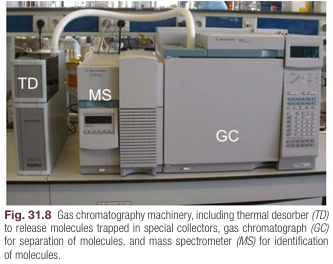 TD
MS
GC
Fig. 31.8 Gas chromatography machinery, including thermal desorber (TD)
to release molecules trapped in special collectors, gas chromatograph (GC)
for separation of molecules, and mass spectrometer (MS) for identification
of molecules.